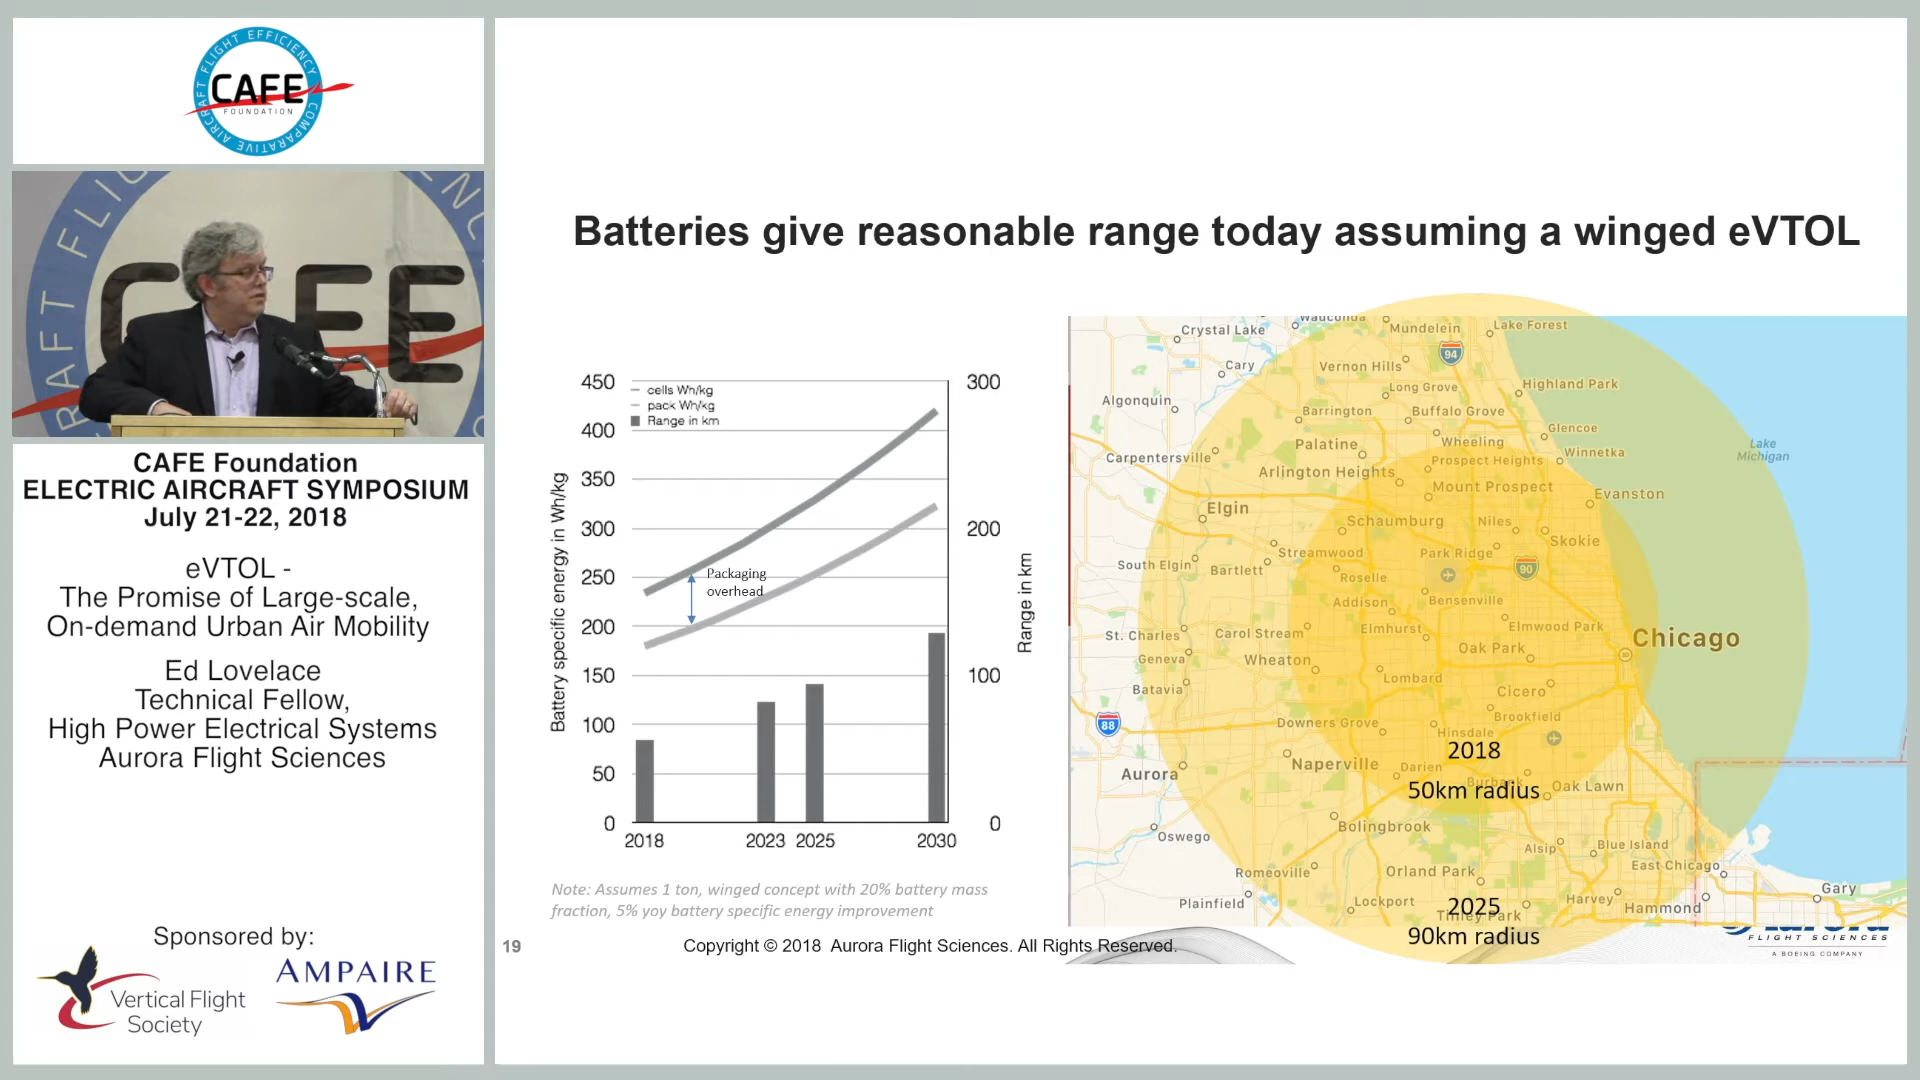 AIRCRAFT FLIGHT EFFICIENCY
CAFE
FOUNDATION
COMPARATIVE
CAFE
CAFE Foundation
ELECTRIC AIRCRAFT SYMPOSIUM
July 21-22, 2018
eVTOL -
The Promise of Large-scale,
On-demand Urban Air Mobility
Ed Lovelace
Technical Fellow,
High Power Electrical Systems
Aurora Flight Sciences
Sponsored by:
Vertical Flight
Society
AMPAIRE
Batteries give reasonable range today assuming a winged eVTOL
Battery specific energy in Wh/kg
450
400
350
300
250
200
150
100
50
0
cells Wh/kg
pack Wh/kg
Range in km
Packaging
overhead
300
200
100
0
Range in km
2018
2023
2025
2030
Note: Assumes 1 ton, winged concept with 20% battery mass
fraction, 5% yoy battery specific energy improvement
Wauconda
Mundelein
Lake Forest
Crystal Lake
94
Cary
Vernon Hills
Long Grove
Highland Park
Algonquin
Barrington
Buffalo Grove
Glencoe
Palatine
Wheeling
Winnetka
Lake
Michigan
Carpentersville
Arlington Heights
Prospect Heights
Mount Prospect
Evanston
Elgin
Schaumburg
Niles
Skokie
Streamwood
Park Ridge
90
South Elgin
Bartlett
Roselle
Addison
Bensenville
St. Charles
Carol Stream
Elmhurst
Elmwood Park
Chicago
Geneva
Wheaton
Oak Park
Batavia
Lombard
Cicero
88
Downers Grove
Brookfield
Hinsdale
2018
Aurora
Naperville
Darien
Burbank
Oak Lawn
50km radius
Oswego
Bolingbrook
Alsip
Blue Island
East Chicago
Romeoville
Orland Park
Gary
Plainfield
Lockport
Harvey
Hammond
Tinley Park
2025
90km radius
19
Copyright © 2018 Aurora Flight Sciences. All Rights Reserved.
FLIGHT SCIENCES
A BOEING COMPANY